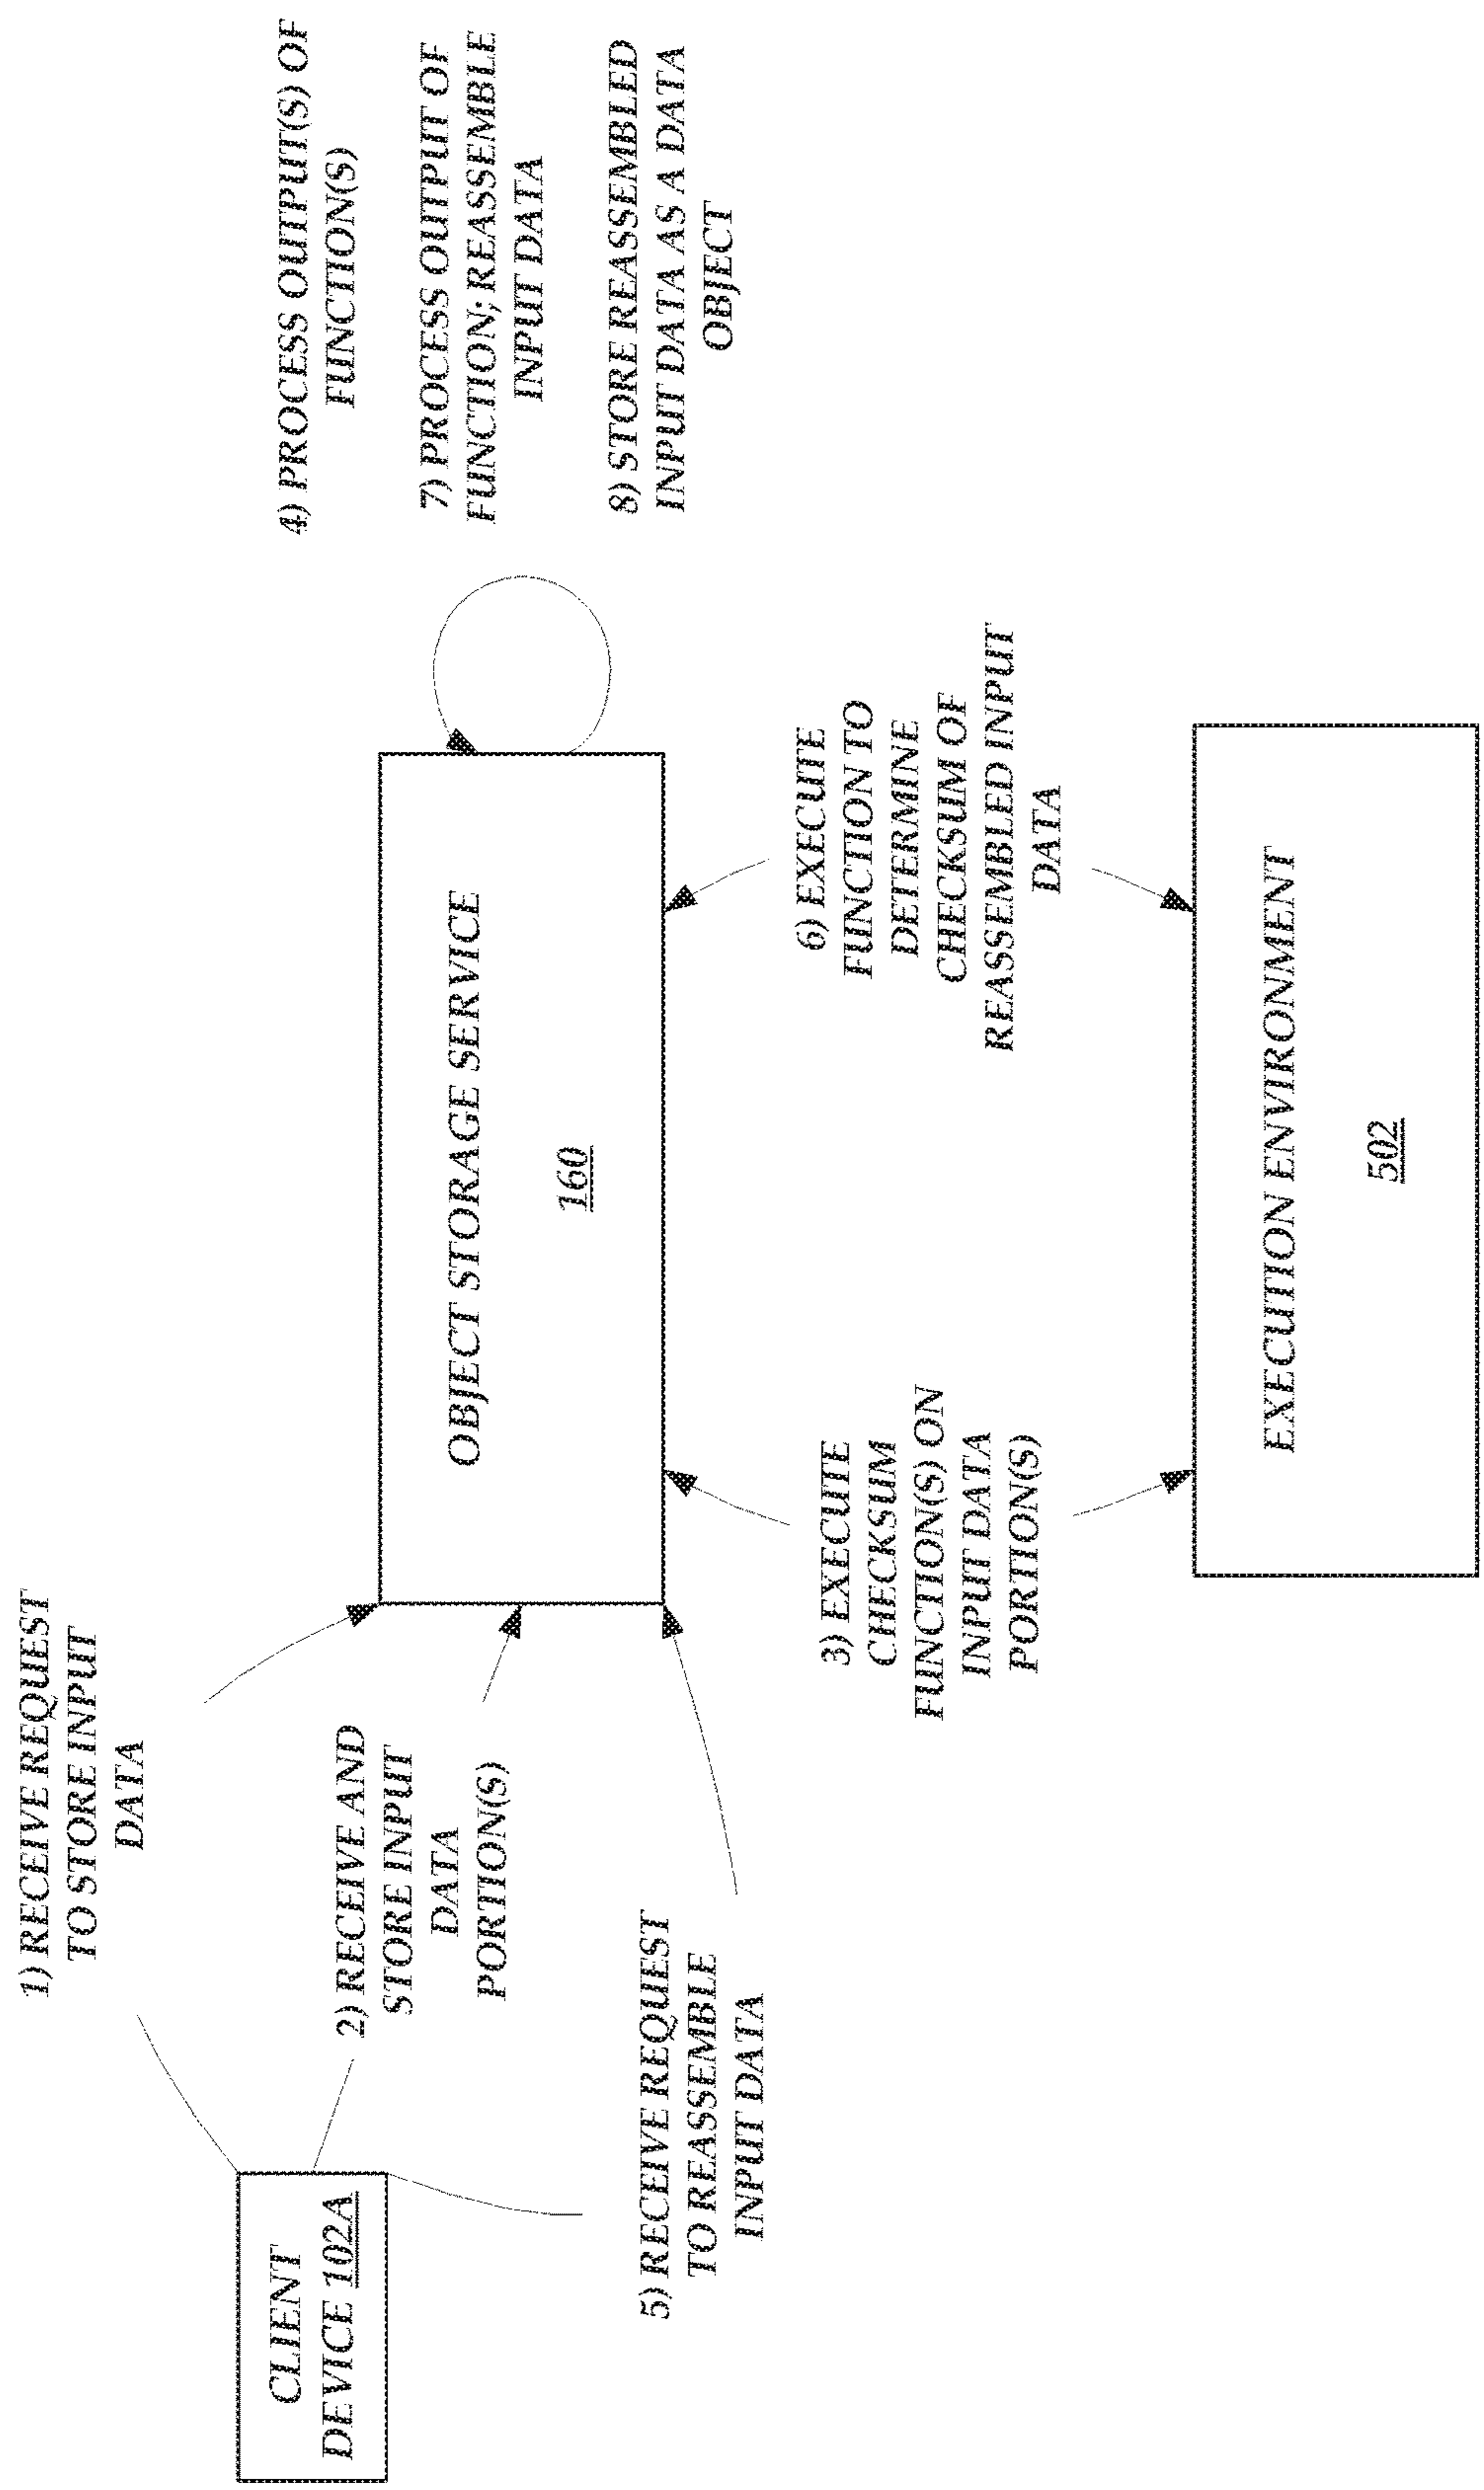 1) RECEIVE REQUEST
TO STORE INPUT
DATA
CLIENT
DEVICE 102A
2) RECEIVE AND
STORE INPUT
DATA
PORTION(S)
5) RECEIVE REQUEST
TO REASSEMBLE
INPUT DATA
OBJECT STORAGE SERVICE
160
4) PROCESS OUTPUT(S) OF
FUNCTION(S)
7) PROCESS OUTPUT OF
FUNCTION; REASSEMBLE
INPUT DATA
8) STORE REASSEMBLED
INPUT DATA AS A DATA
OBJECT
3) EXECUTE
CHECKSUM
FUNCTION(S) ON
INPUT DATA
PORTION(S)
6) EXECUTE
FUNCTION TO
DETERMINE
CHECKSUM OF
REASSEMBLED INPUT
DATA
EXECUTION ENVIRONMENT
502